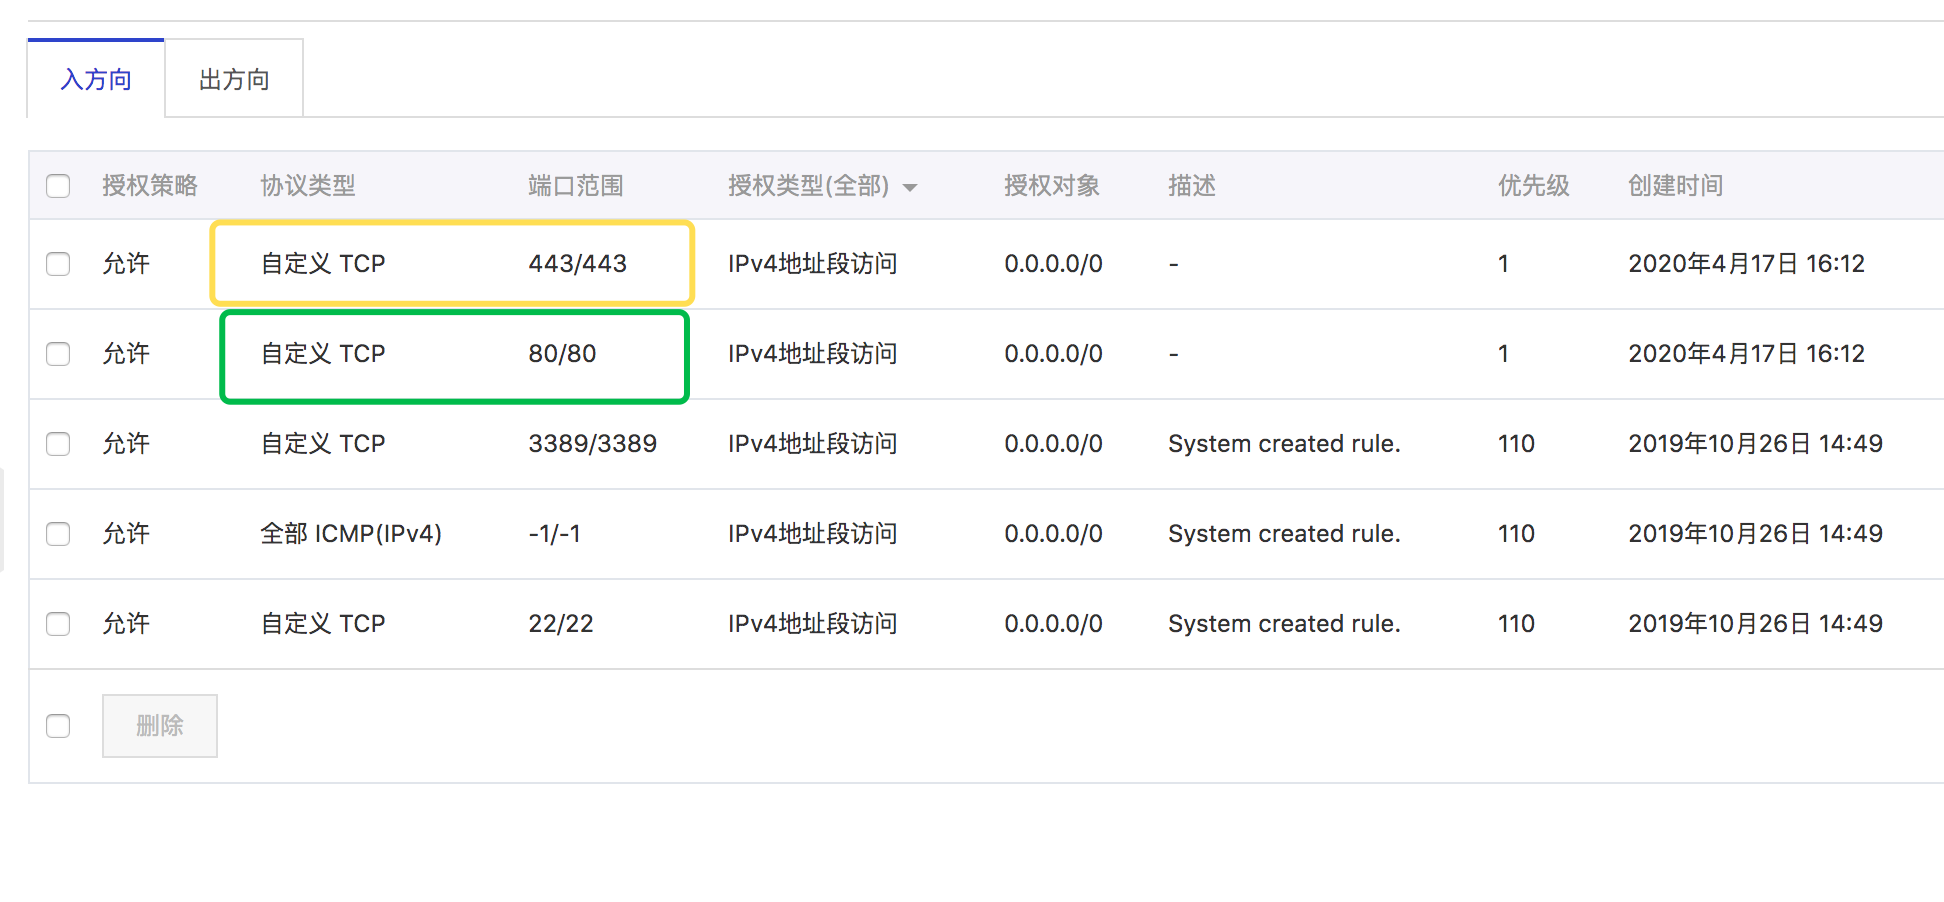 入方向 出方向
授权策略 协议类型 端口范围 授权类型(全部) 授权对象 描述 优先级 创建时间
允许 自定义 TCP 443/443 IPv4地址段访问 0.0.0.0/0 - 1 2020年4月17日 16:12
允许 自定义 TCP 80/80 IPv4地址段访问 0.0.0.0/0 - 1 2020年4月17日 16:12
允许 自定义 TCP 3389/3389 IPv4地址段访问 0.0.0.0/0 System created rule. 110 2019年10月26日 14:49
允许 全部 ICMP(IPv4) -1/-1 IPv4地址段访问 0.0.0.0/0 System created rule. 110 2019年10月26日 14:49
允许 自定义 TCP 22/22 IPv4地址段访问 0.0.0.0/0 System created rule. 110 2019年10月26日 14:49
删除